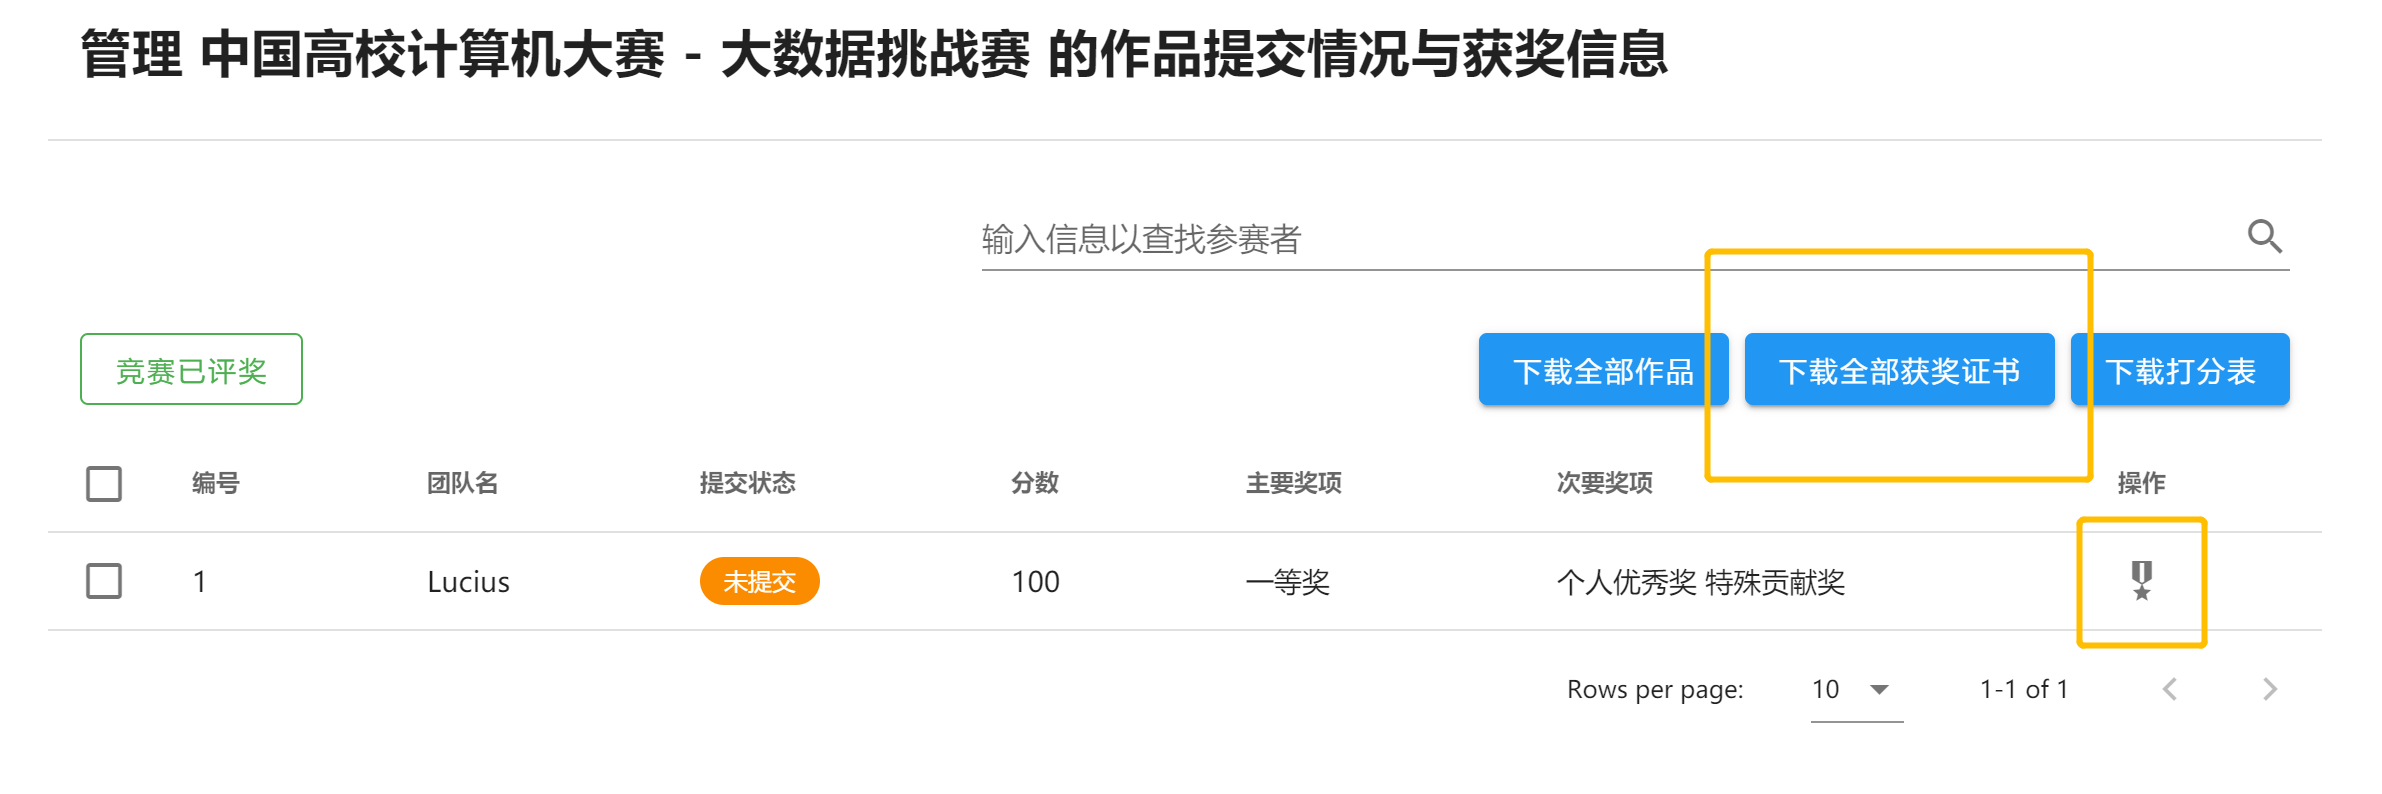 管理 中国高校计算机大赛 - 大数据挑战赛 的作品提交情况与获奖信息
输入信息以查找参赛者
竞赛已评奖 下载全部作品 下载全部获奖证书 下载打分表
编号 团队名 提交状态 分数 主要奖项 次要奖项 操作
1 Lucius 未提交 100 一等奖 个人优秀奖 特殊贡献奖
Rows per page: 10 1-1 of 1